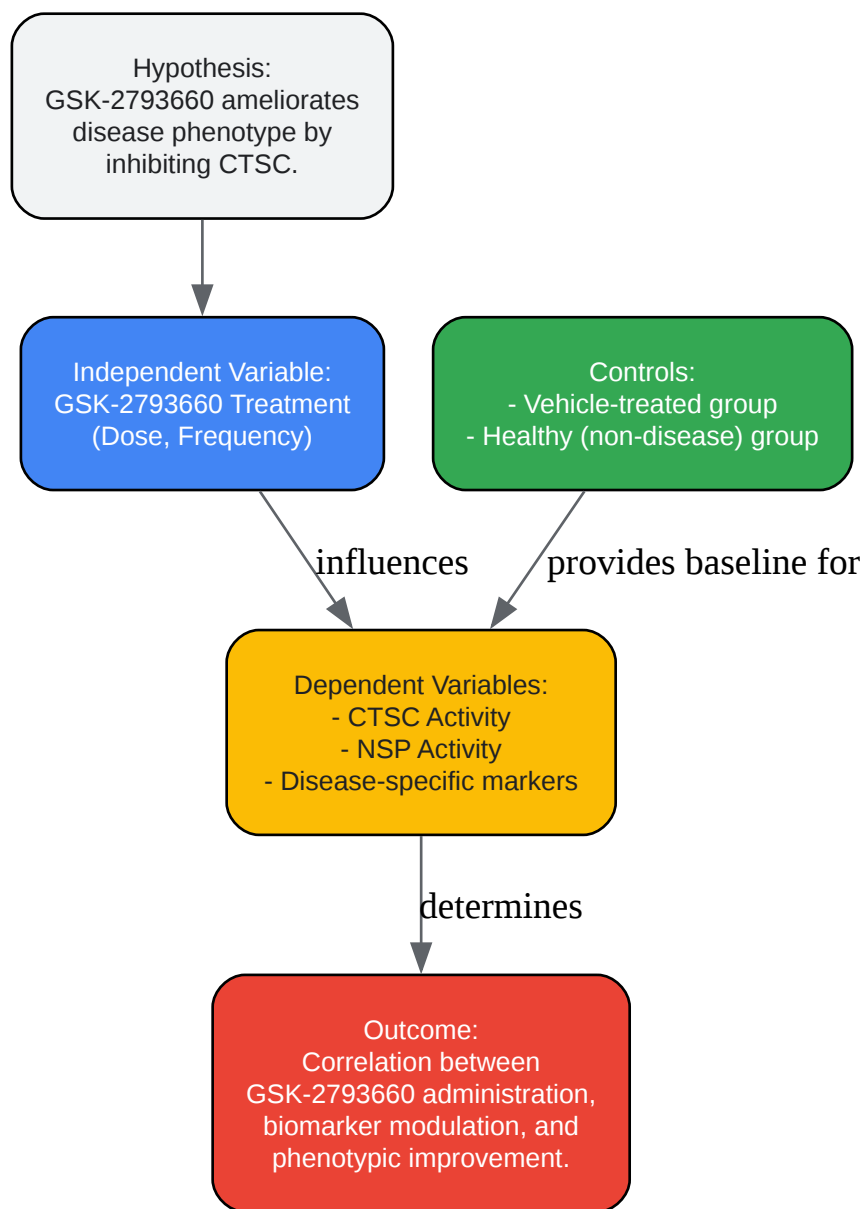 Hypothesis:
GSK-2793660 ameliorates
disease phenotype by
inhibiting CTSC.
Independent Variable:
GSK-2793660 Treatment
(Dose, Frequency)
Controls:
- Vehicle-treated group
- Healthy (non-disease) group
influences
provides baseline for
Dependent Variables:
- CTSC Activity
- NSP Activity
- Disease-specific markers
determines
Outcome:
Correlation between
GSK-2793660 administration,
biomarker modulation, and
phenotypic improvement.